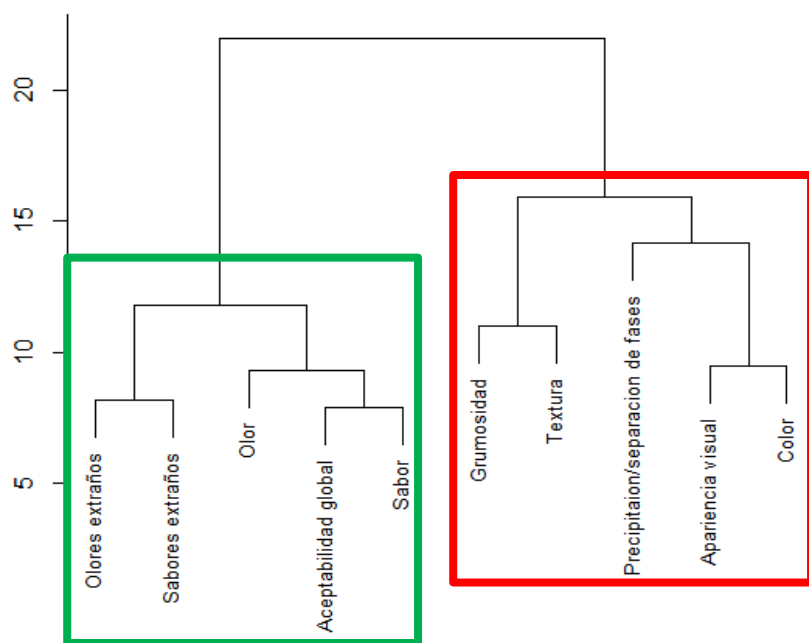 20
15
10
5
Olores extraños
Sabores extraños
Olor
Aceptabilidad global
Sabor
Grumosidad
Textura
Precipitaion/separacion de fases
Apariencia visual
Color